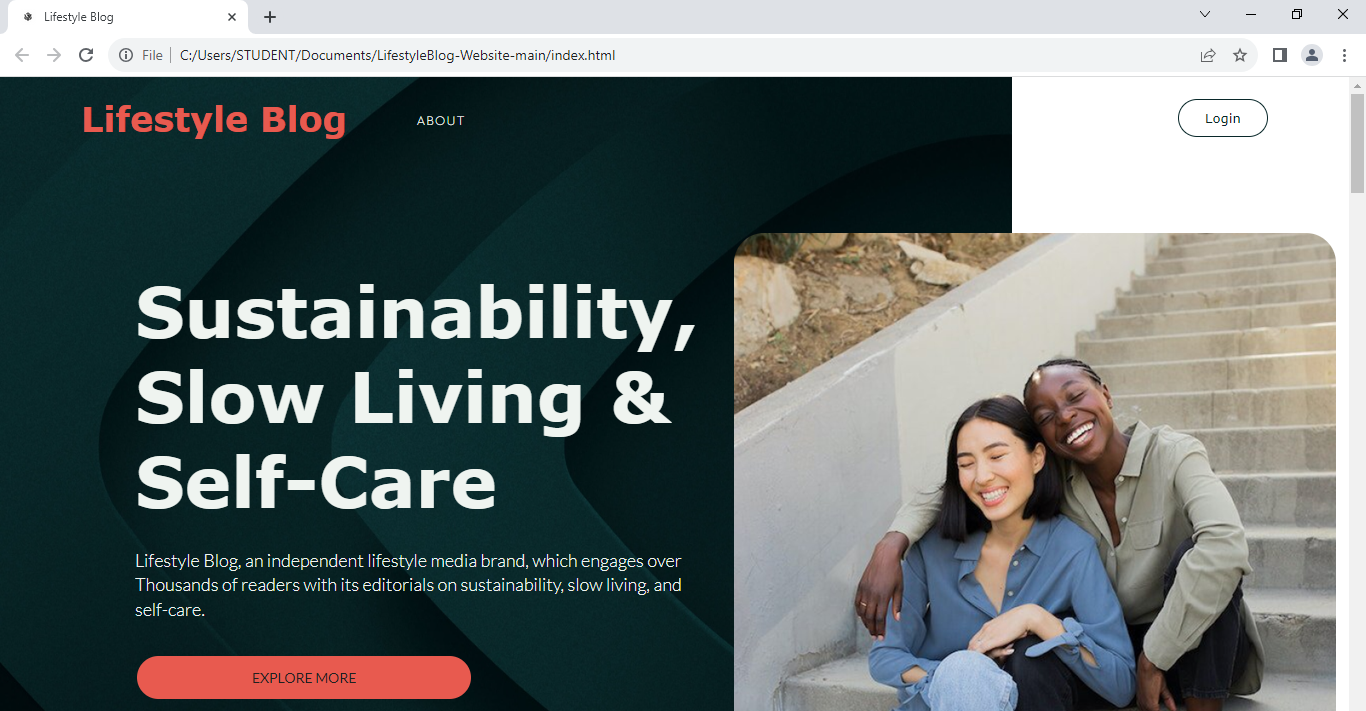 Lifestyle Blog
File
C:/Users/STUDENT/Documents/LifestyleBlog-Website-main/index.html
Lifestyle Blog
ABOUT
Login
Sustainability,
Slow Living &
Self-Care
Lifestyle Blog, an independent lifestyle media brand, which engages over
Thousands of readers with its editorials on sustainability, slow living, and
self-care.
EXPLORE MORE